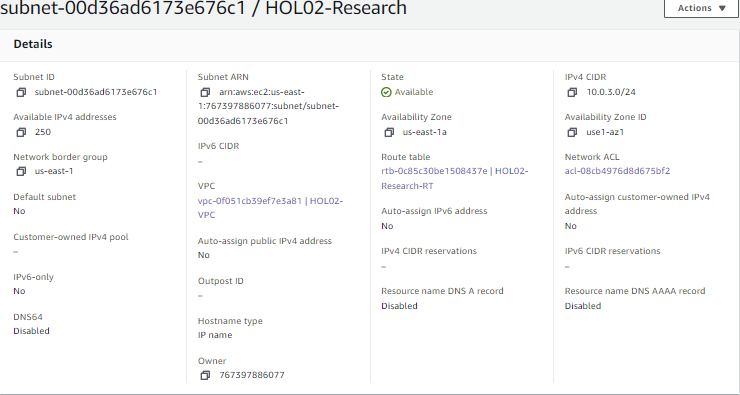 subnet-00d36ad6173e676c1 / HOL02-Research
Actions
Details
Subnet ID
subnet-00d36ad6173e676c1
Available IPv4 addresses
250
Network border group
us-east-1
Default subnet
No
Customer-owned IPv4 pool
–
IPv6-only
No
DNS64
Disabled
Subnet ARN
arn:aws:ec2:us-east-
1:767397886077:subnet/subnet-
00d36ad6173e676c1
IPv6 CIDR
–
VPC
vpc-0f051cb39ef7e3a81 | HOL02-
VPC
Auto-assign public IPv4 address
No
Outpost ID
–
Hostname type
IP name
Owner
767397886077
State
Available
Availability Zone
us-east-1a
Route table
rtb-0c85c30be1508437e | HOL02-
Research-RT
Auto-assign IPv6 address
No
IPv4 CIDR reservations
–
Resource name DNS A record
Disabled
IPv4 CIDR
10.0.3.0/24
Availability Zone ID
use1-az1
Network ACL
acl-08cb4976d8d675bf2
Auto-assign customer-owned IPv4
address
No
IPv6 CIDR reservations
–
Resource name DNS AAAA record
Disabled